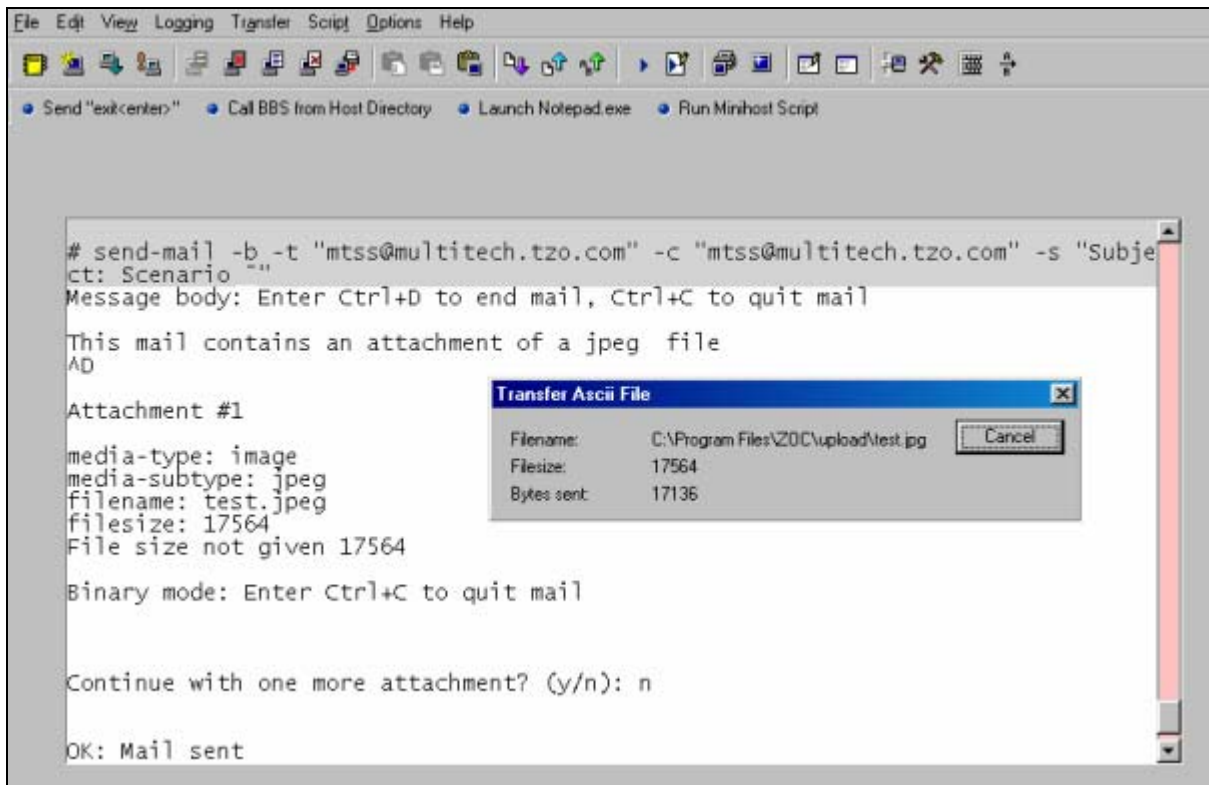 File Edit View Logging Transfer Script Options Help
Send "exit<enter>" Call BBS from Host Directory Launch Notepad.exe Run Minihost Script
# send-mail -b -t "mtss@multitech.tzo.com" -c "mtss@multitech.tzo.com" -s "Subje
ct: Scenario ~"
Message body: Enter Ctrl+D to end mail, Ctrl+C to quit mail
This mail contains an attachment of a jpeg  file
^D
Attachment #1
media-type: image
media-subtype: jpeg
filename: test.jpeg
filesize: 17564
File size not given 17564
Binary mode: Enter Ctrl+C to quit mail
Continue with one more attachment? (y/n): n
OK: Mail sent
Transfer Ascii File
Filename: C:\Program Files\ZOC\upload\test.jpg Cancel
Filesize: 17564
Bytes sent: 17136